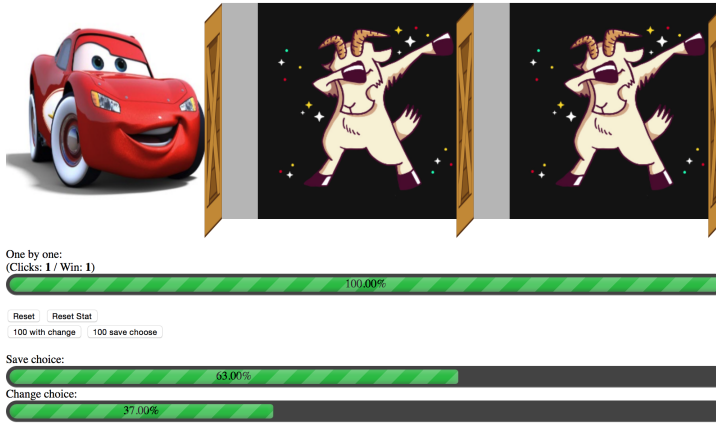 One by one:
(Clicks: 1 / Win: 1)
100.00%
Reset Reset Stat
100 with change 100 save choose
Save choice:
63.00%
Change choice:
37.00%